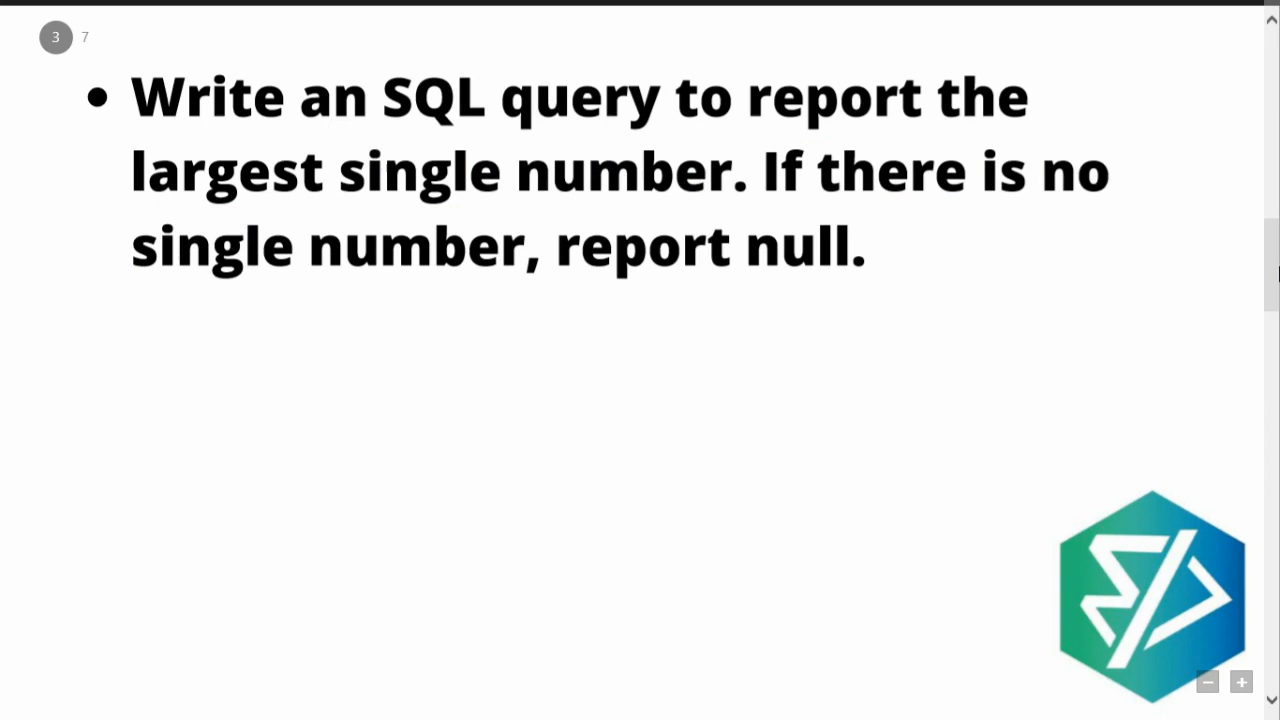 3 7
• Write an SQL query to report the
largest single number. If there is no
single number, report null.